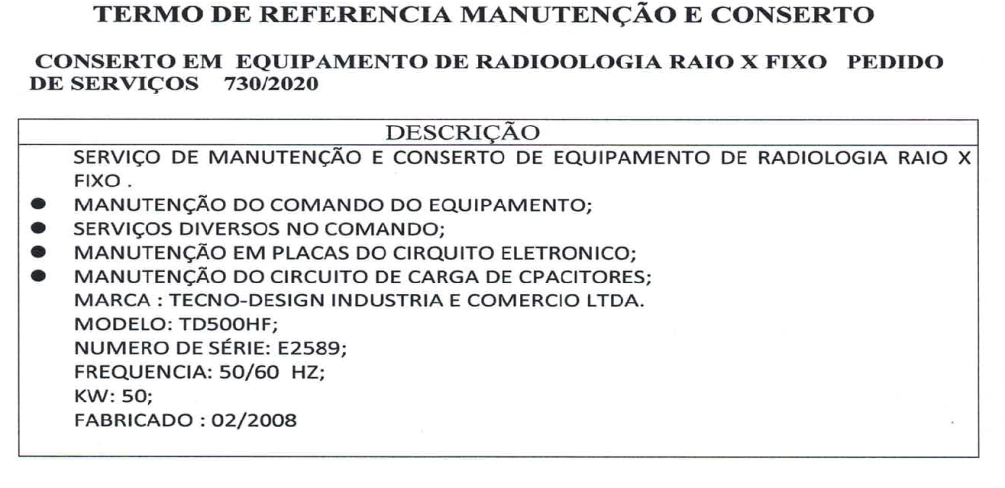 TERMO DE REFERENCIA MANUTENÇÃO E CONSERTO
CONSERTO EM EQUIPAMENTO DE RADIOOLOGIA RAIO X FIXO PEDIDO
DE SERVIÇOS 730/2020
DESCRIÇÃO
SERVIÇO DE MANUTENÇÃO E CONSERTO DE EQUIPAMENTO DE RADIOLOGIA RAIO X
FIXO .
● MANUTENÇÃO DO COMANDO DO EQUIPAMENTO;
● SERVIÇOS DIVERSOS NO COMANDO;
● MANUTENÇÃO EM PLACAS DO CIRQUITO ELETRONICO;
● MANUTENÇÃO DO CIRCUITO DE CARGA DE CPACITORES;
MARCA : TECNO-DESIGN INDUSTRIA E COMERCIO LTDA.
MODELO: TD500HF;
NUMERO DE SÉRIE: E2589;
FREQUENCIA: 50/60 HZ;
KW: 50;
FABRICADO : 02/2008